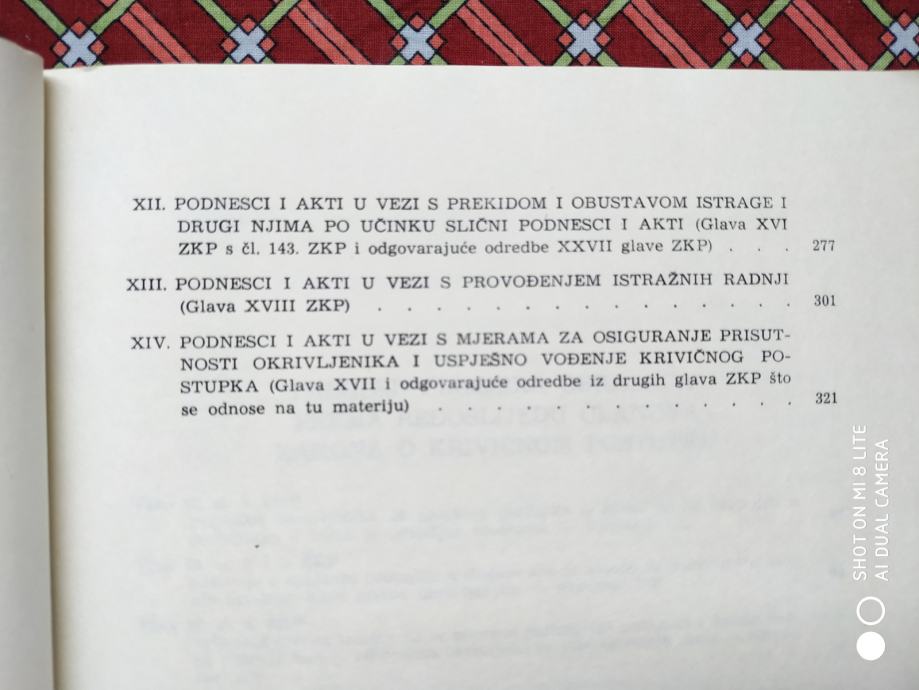 XII. PODNESCI I AKTI U VEZI S PREKIDOM I OBUSTAVOM ISTRAGE I
DRUGI NJIMA PO UČINKU SLIČNI PODNESCI I AKTI (Glava XVI
ZKP s čl. 143. ZKP i odgovarajuće odredbe XXVII glave ZKP) . . . 277
XIII. PODNESCI I AKTI U VEZI S PROVOĐENJEM ISTRAŽNIH RADNJI
(Glava XVIII ZKP) . . . . . . . . . . . . . . . 301
XIV. PODNESCI I AKTI U VEZI S MJERAMA ZA OSIGURANJE PRISUT-
NOSTI OKRIVLJENIKA I USPJEŠNO VOĐENJE KRIVIČNOG PO-
STUPKA (Glava XVII i odgovarajuće odredbe iz drugih glava ZKP što
se odnose na tu materiju) . . . . . . . . . . . . . 321
SHOT ON MI 8 LITE
AI DUAL CAMERA